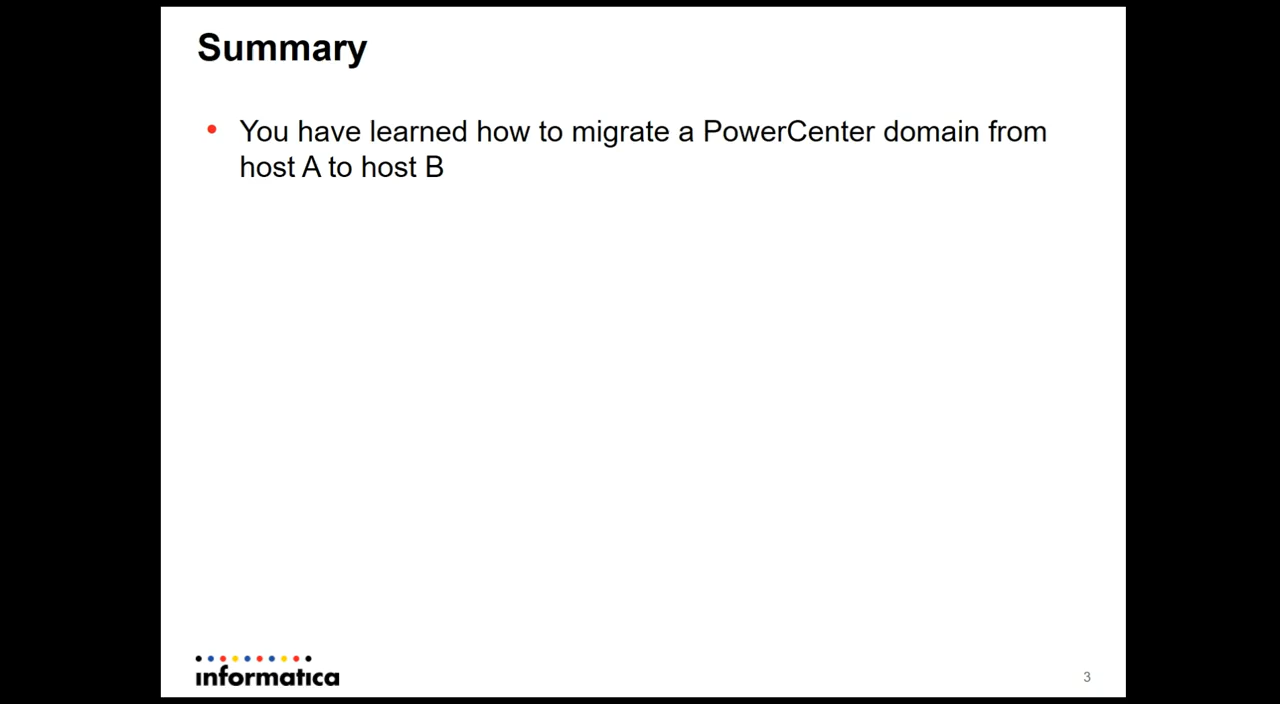 Summary
• You have learned how to migrate a PowerCenter domain from
host A to host B
informatica
3